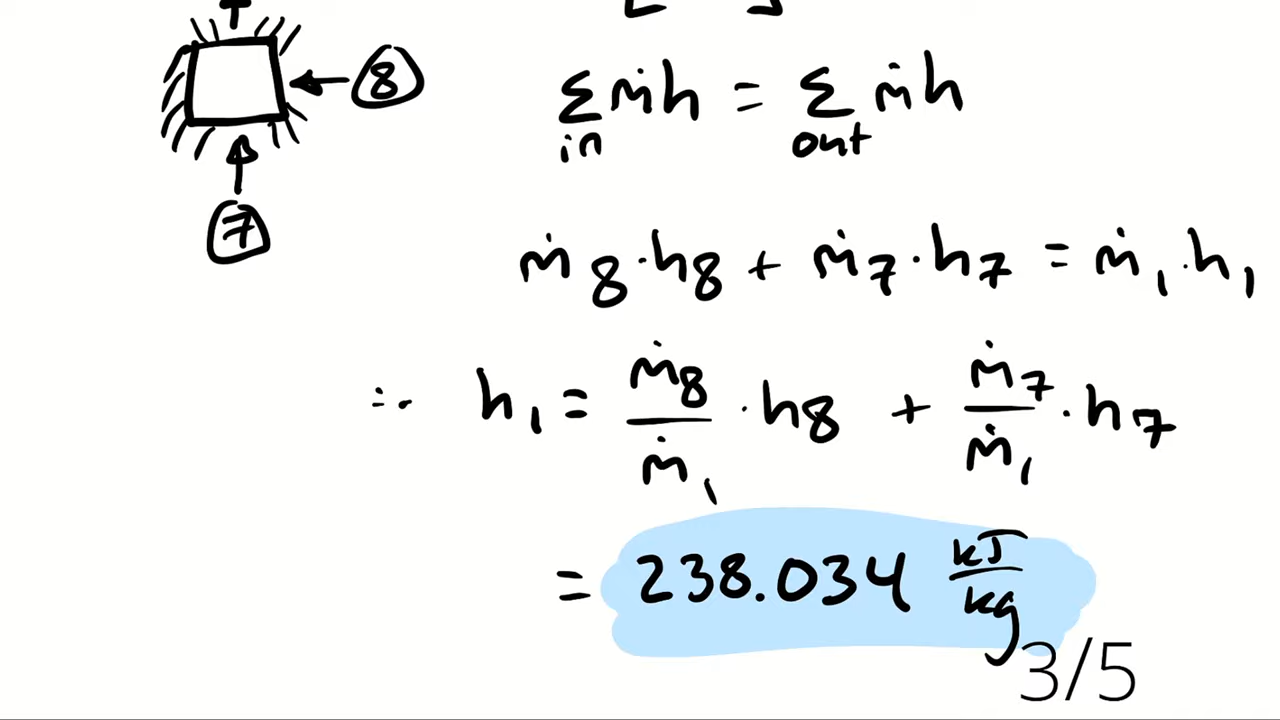 8
7
Σ ṁh = Σ ṁh
in out
ṁ8·h8 + ṁ7·h7 = ṁ1·h1
∴ h1 = ṁ8/ṁ1 · h8 + ṁ7/ṁ1 · h7
= 238.034 kJ/kg
3/5